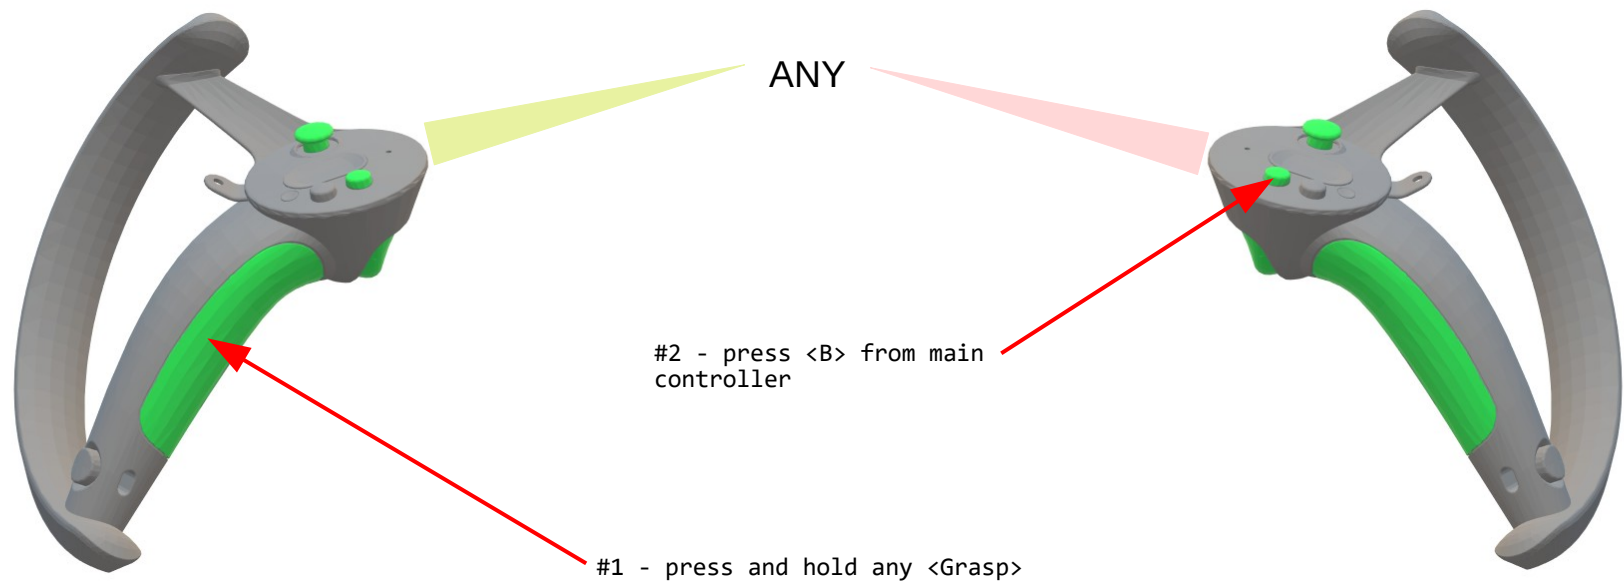 ANY
#2 - press <B> from main
controller
#1 - press and hold any <Grasp>